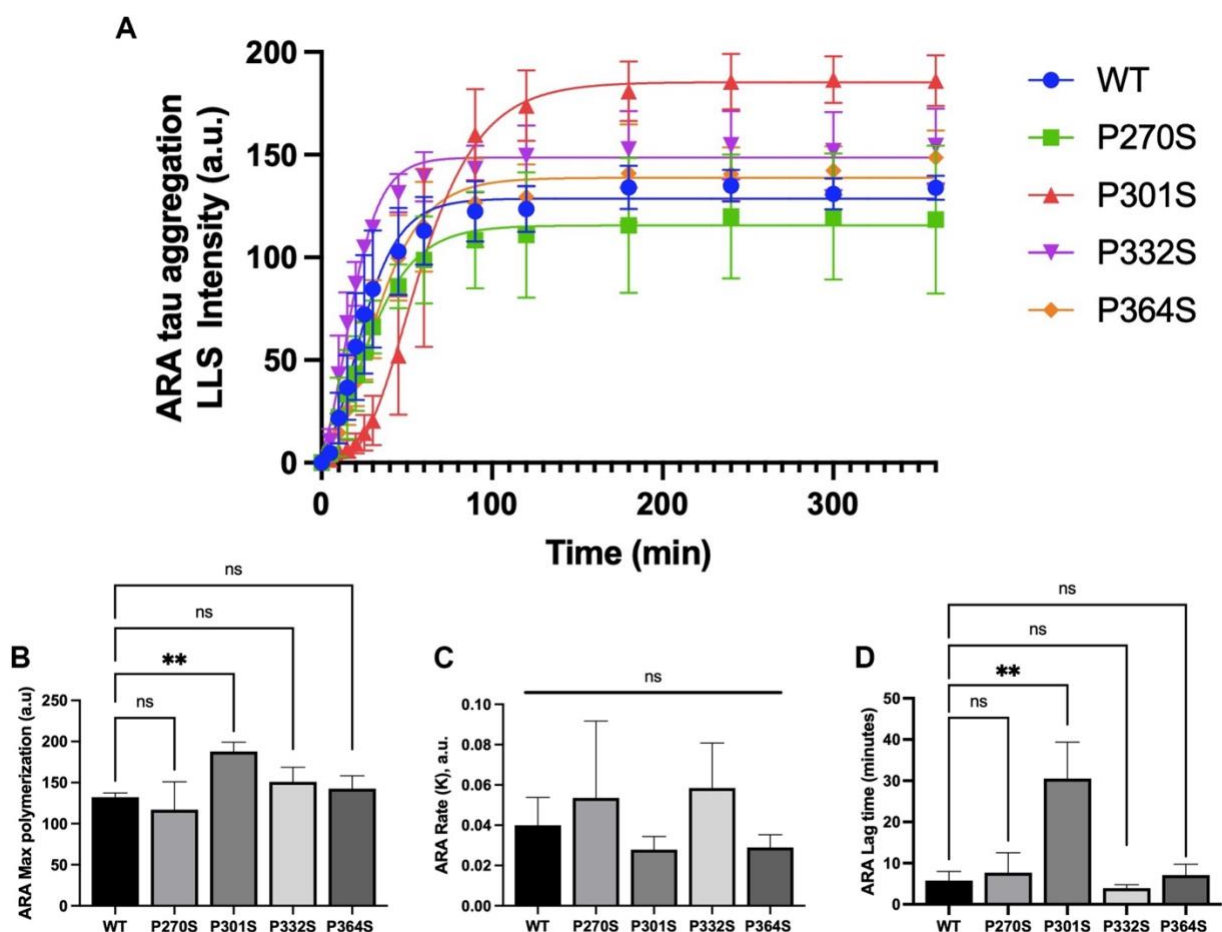 A
ARA tau aggregation
LLS Intensity (a.u.)
200
150
100
50
0
0 100 200 300
Time (min)
WT
P270S
P301S
P332S
P364S
B
ns
ns
**
ns
ARA Max polymerization (a.u)
250
200
150
100
50
0
WT P270S P301S P332S P364S
C
ns
ARA Rate (K), a.u.
0.10
0.08
0.06
0.04
0.02
0.00
WT P270S P301S P332S P364S
D
ns
ns
**
ns
ARA Lag time (minutes)
50
40
30
20
10
0
WT P270S P301S P332S P364S